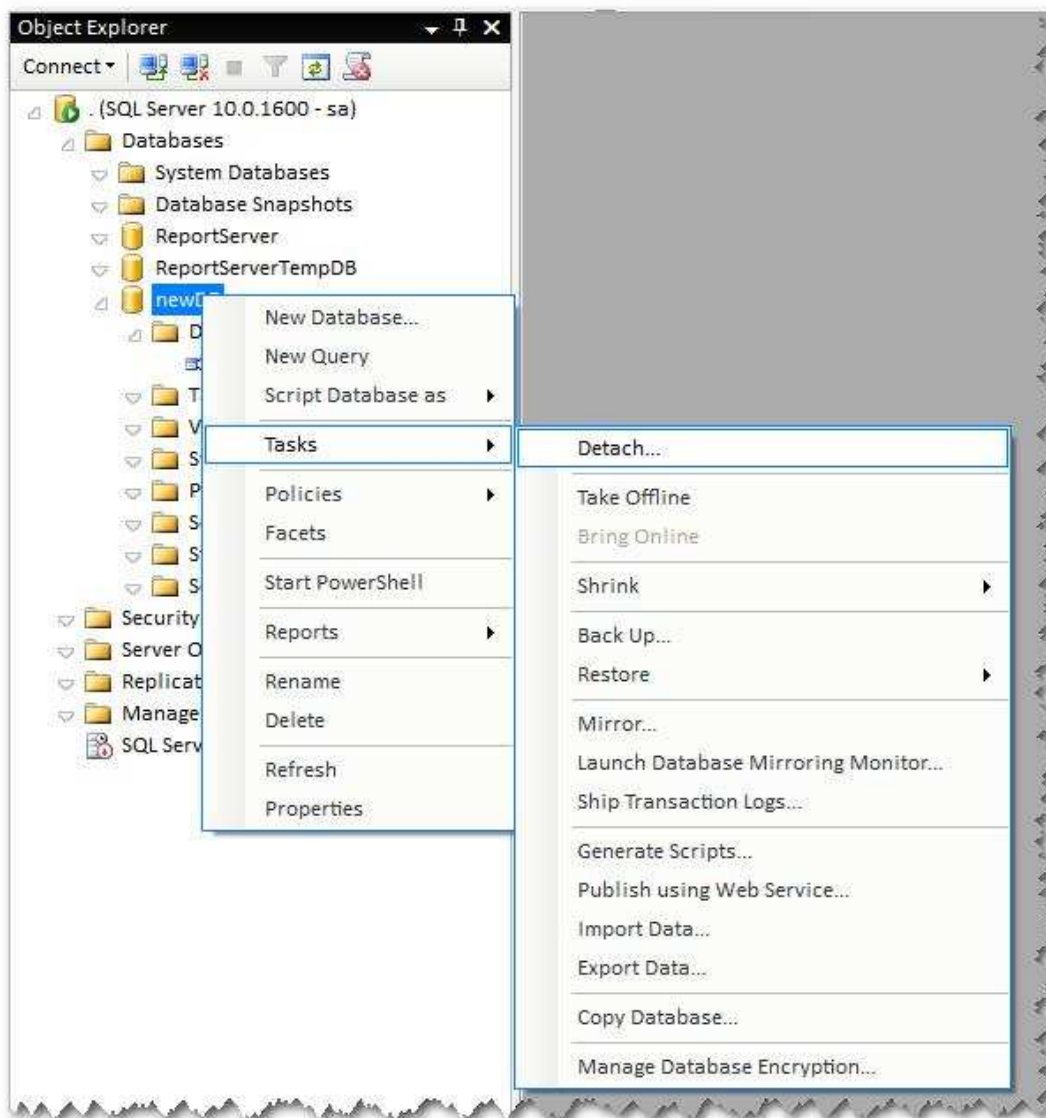 Object Explorer
Connect
. (SQL Server 10.0.1600 - sa)
Databases
System Databases
Database Snapshots
ReportServer
ReportServerTempDB
New Database...
New Query
Script Database as
Tasks
Policies
Facets
Start PowerShell
Reports
Rename
Delete
Refresh
Properties
Detach...
Take Offline
Bring Online
Shrink
Back Up...
Restore
Mirror...
Launch Database Mirroring Monitor...
Ship Transaction Logs...
Generate Scripts...
Publish using Web Service...
Import Data...
Export Data...
Copy Database...
Manage Database Encryption...
Security
Server O
Replicat
Manage
SQL Serv